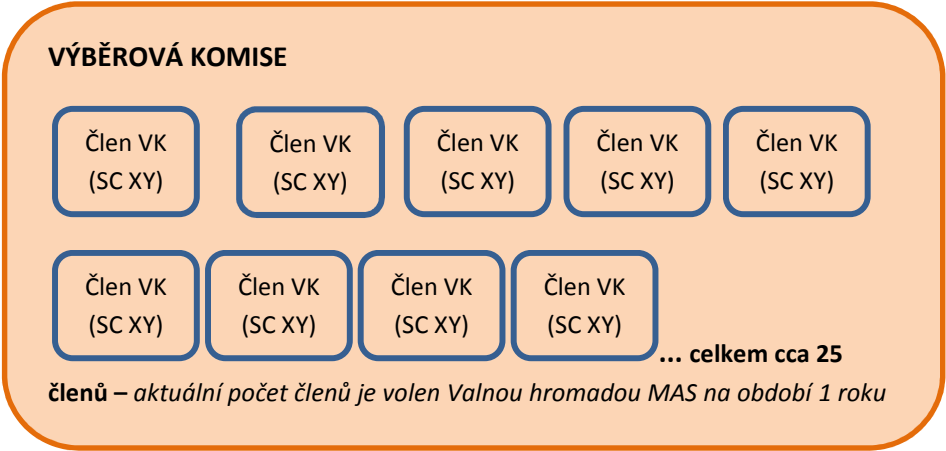 VÝBĚROVÁ KOMISE
Člen VK
(SC XY)
Člen VK
(SC XY)
Člen VK
(SC XY)
Člen VK
(SC XY)
Člen VK
(SC XY)
Člen VK
(SC XY)
Člen VK
(SC XY)
Člen VK
(SC XY)
Člen VK
(SC XY)
... celkem cca 25
členů – aktuální počet členů je volen Valnou hromadou MAS na období 1 roku